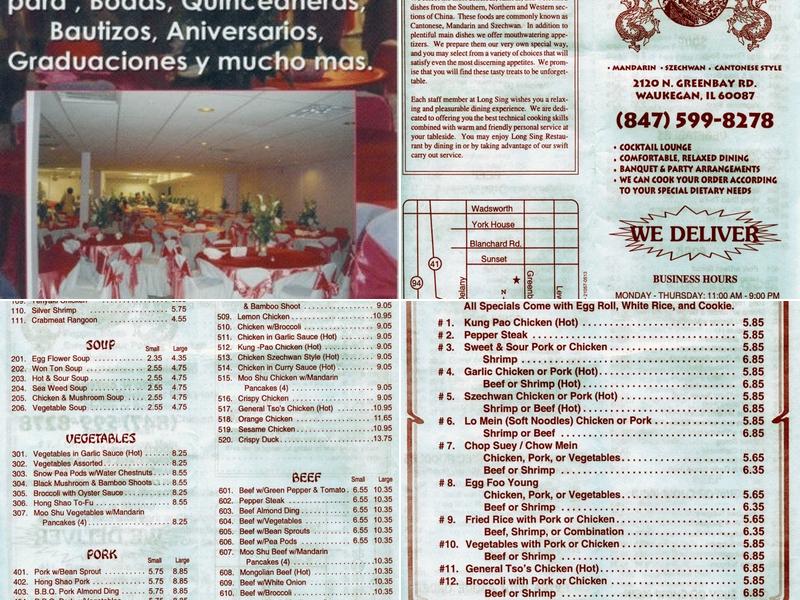 para , Bodas, Quinceañeras,
Bautizos, Aniversarios,
Graduaciones y mucho mas.
dishes from the Southern, Northern and Western sec-
tions of China. These foods are commonly known as
Cantonese, Mandarin and Szechwan. In addition to
plentiful main dishes we offer mouthwatering appe-
tizers. We prepare them our very own special way,
and you may select from a variety of choices that will
satisfy even the most discerning appetites. We prom-
ise that you will find these tasty treats to be unforget-
table.
Each staff member at Long Sing wishes you a relax-
ing and pleasurable dining experience. We are dedi-
cated to offering you the best technical cooking skills
combined with warm and friendly personal service at
your tableside. You may enjoy Long Sing Restau-
rant by dining in or by taking advantage of our swift
carry out service.
Wadsworth
York House
Blanchard Rd.
Sunset
41
94
• MANDARIN • SZECHWAN • CANTONESE STYLE
2120 N. GREENBAY RD.
WAUKEGAN, IL 60087
(847) 599-8278
• COCKTAIL LOUNGE
• COMFORTABLE, RELAXED DINING
• BANQUET & PARTY ARRANGEMENTS
• WE CAN COOK YOUR ORDER ACCORDING
TO YOUR SPECIAL DIETARY NEEDS
WE DELIVER
BUSINESS HOURS
MONDAY - THURSDAY: 11:00 AM - 9:00 PM
109. Teriyaki Chicken
110. Silver Shrimp 5.75
111. Crabmeat Rangoon 4.55
SOUP
Small Large
201. Egg Flower Soup 2.35 4.35
202. Won Ton Soup 2.55 4.75
203. Hot & Sour Soup 2.55 4.75
204. Sea Weed Soup 2.55 4.75
205. Chicken & Mushroom Soup 2.55 4.75
206. Vegetable Soup 2.55 4.75
VEGETABLES
301. Vegetables in Garlic Sauce (Hot) 8.25
302. Vegetables Assorted 8.25
303. Snow Pea Pods w/Water Chestnuts 8.55
304. Black Mushroom & Bamboo Shoots 8.55
305. Broccoli with Oyster Sauce 8.25
306. Hong Shao To-Fu 8.55
307. Moo Shu Vegetables w/Mandarin
Pancakes (4) 8.25
PORK
Small Large
401. Pork w/Bean Sprout 5.75 8.85
402. Hong Shao Pork 5.75 8.85
403. B.B.Q. Pork Almond Ding 5.75 8.85
& Bamboo Shoot 9.05
509. Lemon Chicken 10.95
510. Chicken w/Broccoli 9.05
511. Chicken in Garlic Sauce (Hot) 9.05
512. Kung -Pao Chicken (Hot) 9.05
513. Chicken Szechwan Style (Hot) 9.05
514. Chicken in Curry Sauce (Hot) 9.05
515. Moo Shu Chicken w/Mandarin
Pancakes (4) 9.05
516. Crispy Chicken 9.05
517. General Tso's Chicken (Hot) 10.95
518. Orange Chicken 11.65
519. Sesame Chicken 10.95
520. Crispy Duck 13.75
BEEF
Small Large
601. Beef w/Green Pepper & Tomato 6.55 10.35
602. Pepper Steak 6.55 10.35
603. Beef Almond Ding 6.55 10.35
604. Beef w/Vegetables 6.55 10.35
605. Beef w/Bean Sprouts 6.55 10.35
606. Beef w/Pea Pods 6.55 10.35
607. Moo Shu Beef w/Mandarin
Pancakes (4) 10.35
608. Mongolian Beef (Hot) 10.35
609. Beef w/White Onion 10.35
610. Beef w/Broccoli 10.35
All Specials Come with Egg Roll, White Rice, and Cookie.
# 1. Kung Pao Chicken (Hot) 5.85
# 2. Pepper Steak 5.85
# 3. Sweet & Sour Pork or Chicken 5.85
Shrimp 6.85
# 4. Garlic Chicken or Pork (Hot) 5.85
Beef or Shrimp (Hot) 6.85
# 5. Szechwan Chicken or Pork (Hot) 5.85
Shrimp or Beef (Hot) 6.85
# 6. Lo Mein (Soft Noodles) Chicken or Pork 5.85
Shrimp or Beef 6.85
# 7. Chop Suey / Chow Mein
Chicken, Pork, or Vegetables 5.85
Beef or Shrimp 6.35
# 8. Egg Foo Young
Chicken, Pork, or Vegetables 5.65
Beef or Shrimp 6.85
# 9. Fried Rice with Pork or Chicken 5.65
Beef, Shrimp, or Combination 6.35
#10. Vegetables with Pork or Chicken 5.85
Beef or Shrimp 6.85
#11. General Tso's Chicken (Hot) 6.85
#12. Broccoli with Pork or Chicken 5.85
Beef or Shrimp 6.85